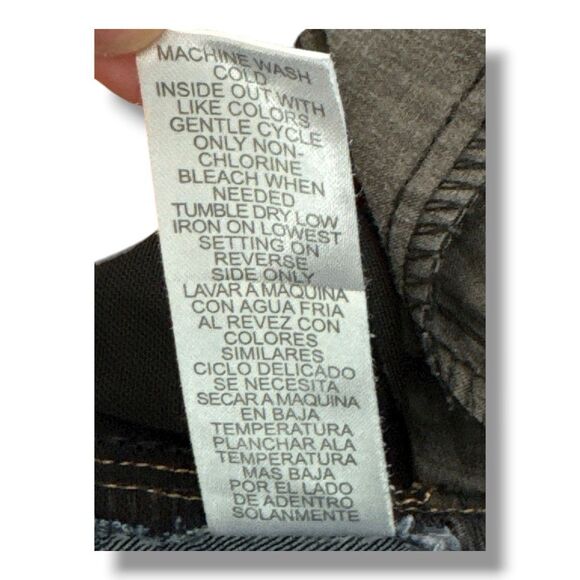 MACHINE WASH
COLD
INSIDE OUT WITH
LIKE COLORS
GENTLE CYCLE
ONLY NON-
CHLORINE
BLEACH WHEN
NEEDED
TUMBLE DRY LOW
IRON ON LOWEST
SETTING ON
REVERSE
SIDE ONLY
LAVAR A MAQUINA
CON AGUA FRIA
AL REVEZ CON
COLORES
SIMILARES
CICLO DELICADO
SE NECESITA
SECAR A MAQUINA
EN BAJA
TEMPERATURA
PLANCHAR ALA
TEMPERATURA
MAS BAJA
POR EL LADO
DE ADENTRO
SOLANMENTE